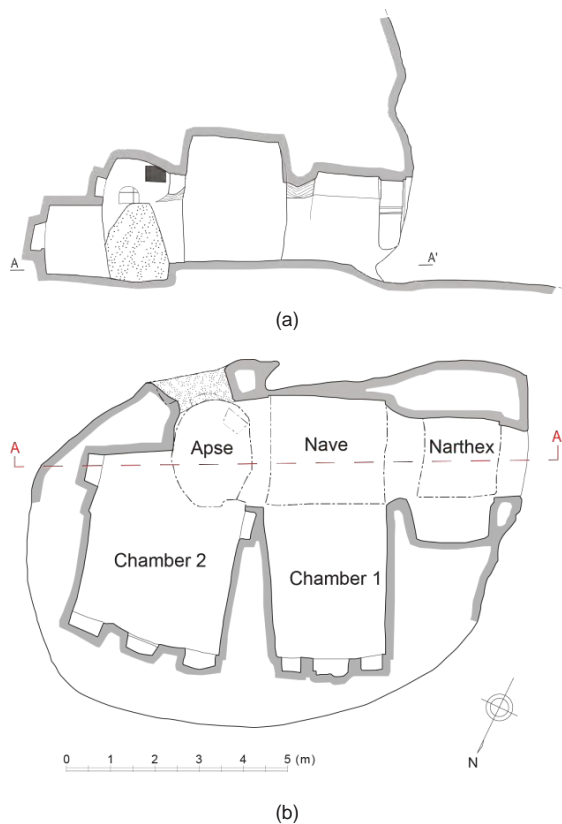 A
A'
(a)
A
A
Apse
Nave
Narthex
Chamber 2
Chamber 1
0 1 2 3 4 5 (m)
N
(b)